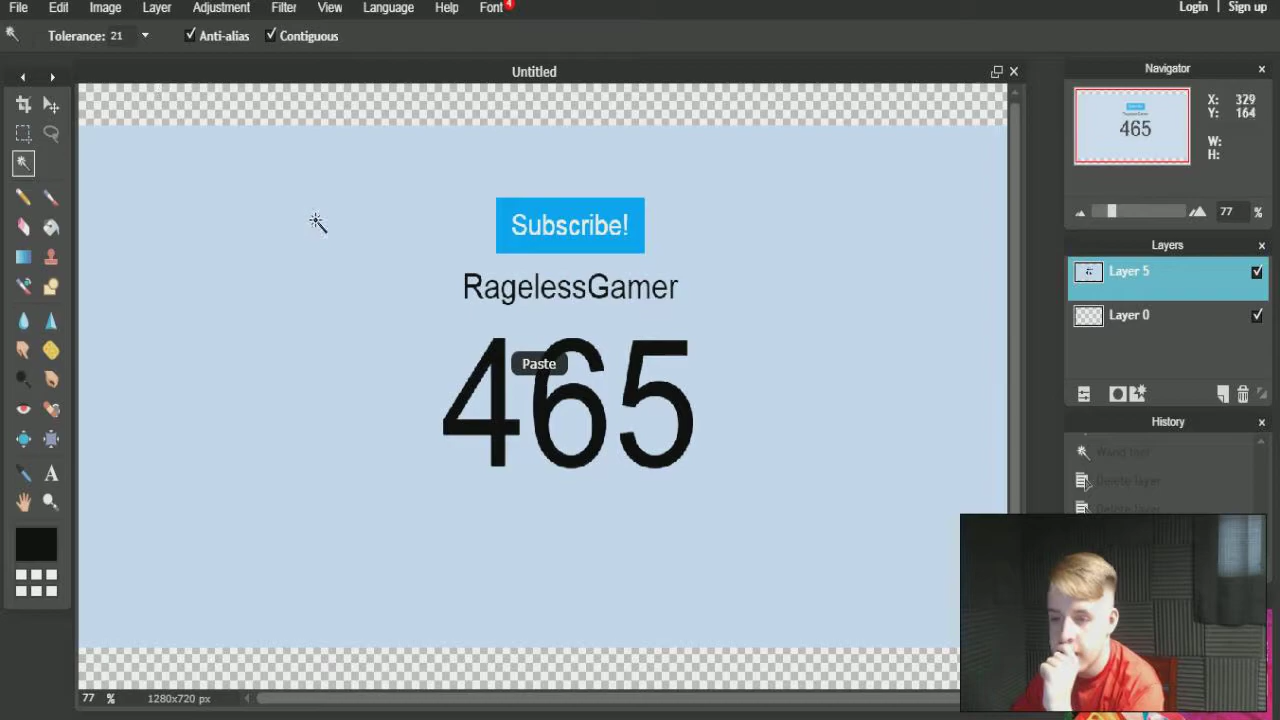 File Edit Image Layer Adjustment Filter View Language Help Font 4 Login | Sign up
Tolerance: 21 Anti-alias Contiguous
Untitled
Navigator
X: 329
Y: 164
W:
H:
465
77 %
Subscribe!
RagelessGamer
465
Paste
Layers
Layer 5
Layer 0
History
Wand tool
Delete layer
Delete layer
A
77 % 1280x720 px